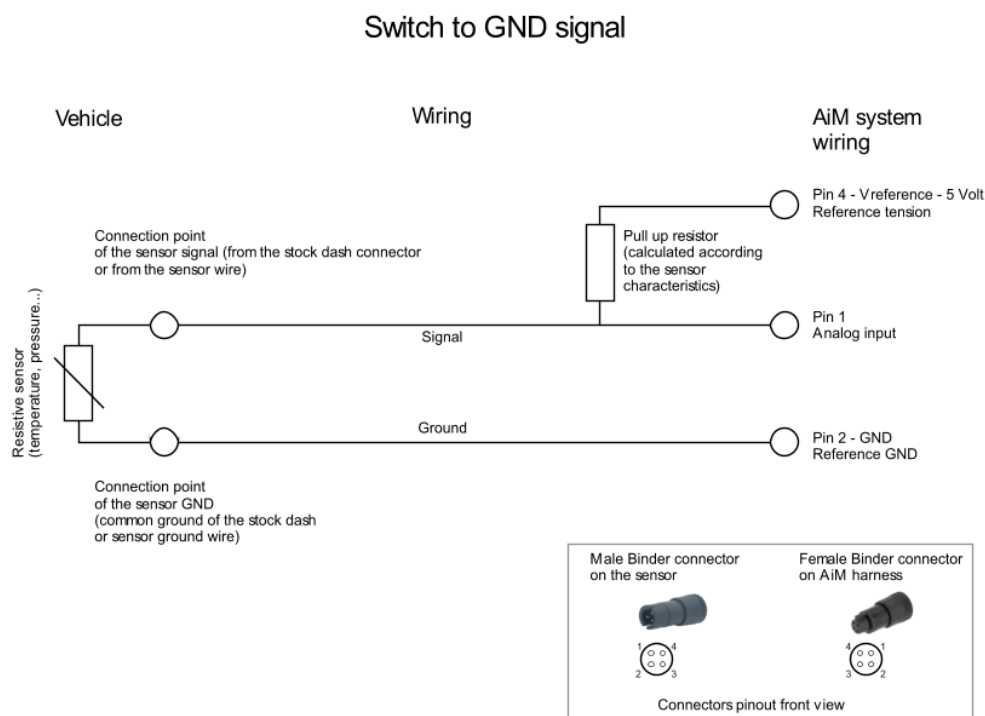 Switch to GND signal
Vehicle
Wiring
AiM system
wiring
Pin 4 - Vreference - 5 Volt
Reference tension
Connection point
of the sensor signal (from the stock dash connector
or from the sensor wire)
Pull up resistor
(calculated according
to the sensor
characteristics)
Signal
Pin 1
Analog input
Resistive sensor
(temperature, pressure...)
Ground
Pin 2 - GND
Reference GND
Connection point
of the sensor GND
(common ground of the stock dash
or sensor ground wire)
Male Binder connector
on the sensor
1 4
2 3
Female Binder connector
on AiM harness
4 1
3 2
Connectors pinout front view